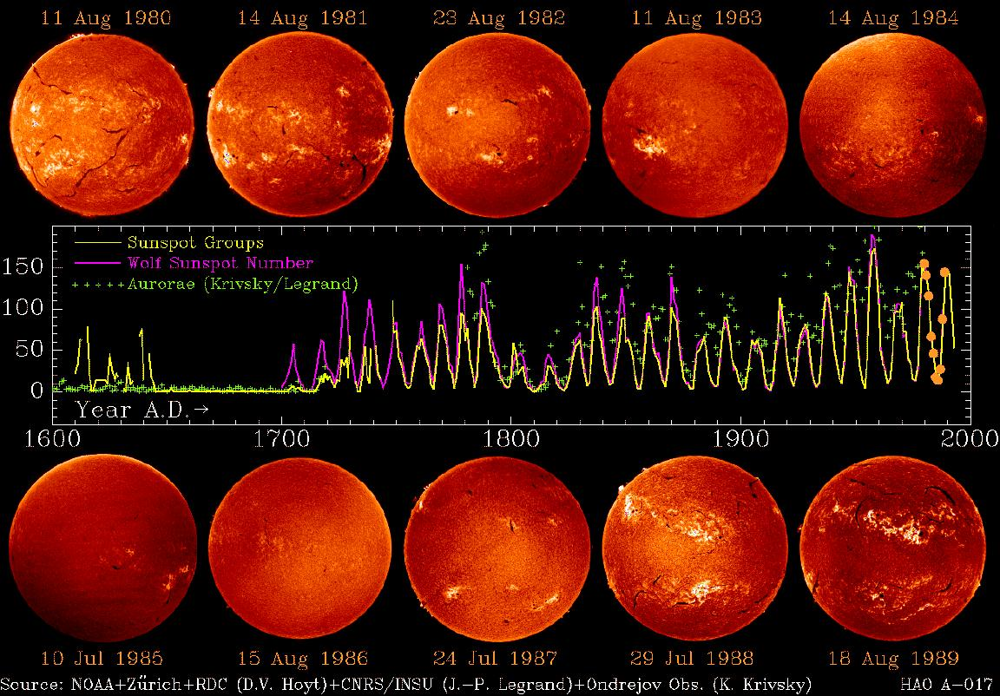 11 Aug 1980 14 Aug 1981 23 Aug 1982 11 Aug 1983 14 Aug 1984
Sunspot Groups
Wolf Sunspot Number
Aurorae (Krivsky/Legrand)
150
100
50
0
Year A.D.→
1600 1700 1800 1900 2000
10 Jul 1985 15 Aug 1986 24 Jul 1987 29 Jul 1988 18 Aug 1989
Source: NOAA+Zürich+RDC (D.V. Hoyt)+CNRS/INSU (J.-P. Legrand)+Ondrejov Obs. (K. Krivsky) HAO A-017